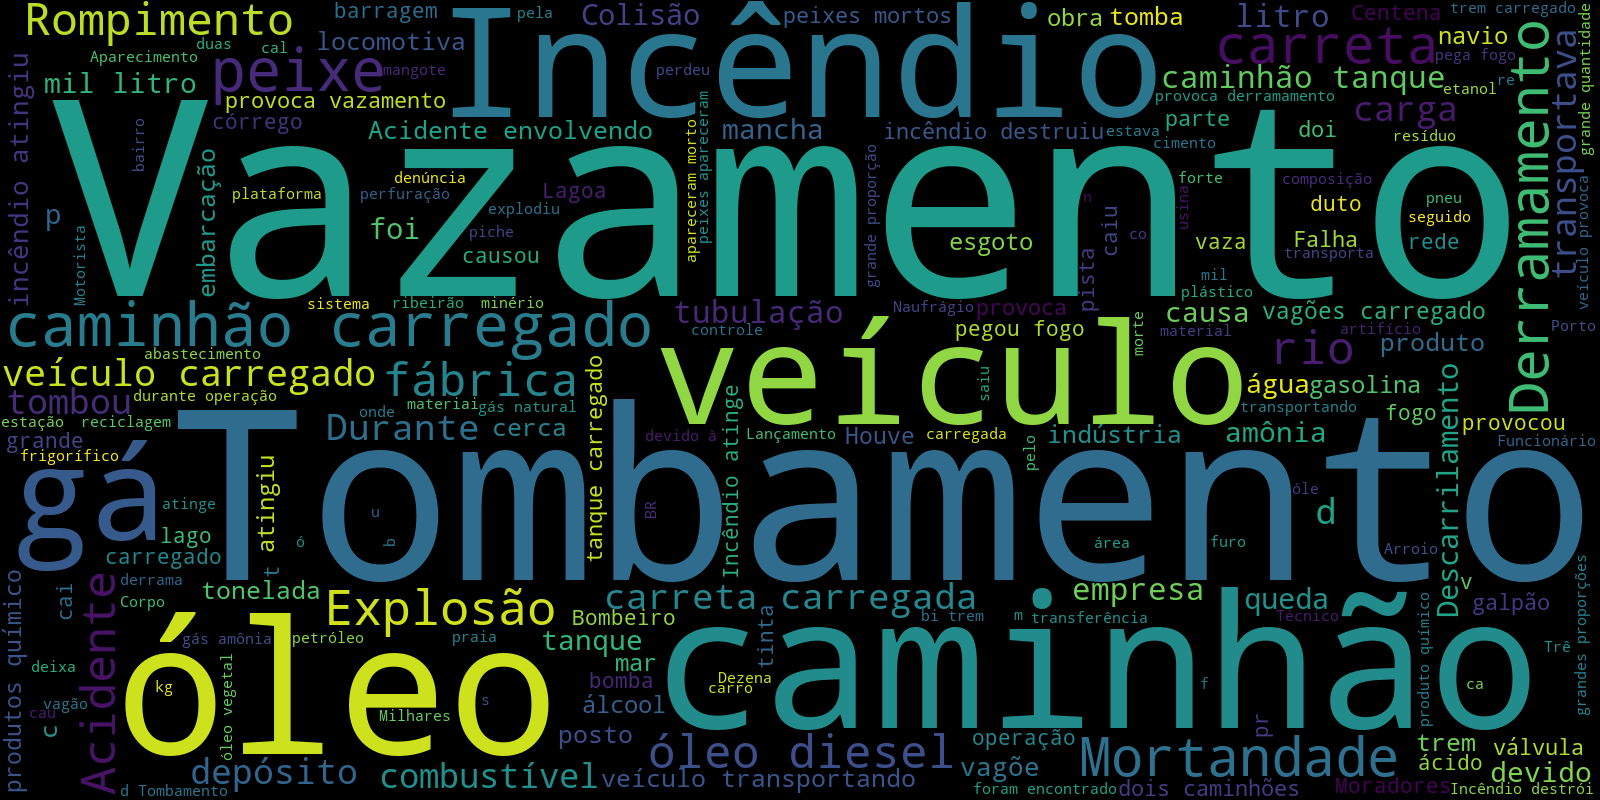 Rompimento
barragem
Incêndio
pela
Colisão
peixes mortos
obra
tomba
litro
Centena
trem carregado
Aparecimento
duas
cal
locomotiva
carreta
navio
pega fogo
peixe
mangote
perdeu
mil litro
caminhão tanque
etanol
re
grande quantidade
provoca vazamento
provoca derramamento
carga
córrego
Acidente envolvendo
mancha
incêndio destruiu
estava
parte
doi
resíduo
cimento
transportava
Derramamento
incêndio atingiu
bairro
Vazamento
embarcação
plataforma
denúncia
perfuração
Lagoa
explodiu
piche
foi
causou
apareceram morto
peixes apareceram
grande proporção
esgoto
n
caiu
co
pista
usina
forte
composição
vaza
duto
pneu
seguido
Falha
rede
transporta
veículo provoca
p
Motorista
mil
plástico
sistema
ribeirão
minério
tubulação
Naufrágio
provoca
causa
vagões carregado
caminhão carregado
controle
pegou fogo
morte
material
artifício
Porto
rio
produto
abastecimento
veículo carregado
fábrica
veículo
saiu
água
gasolina
tombou
durante operação
onde
materiai
gás natural
transportando
fogo
estação
reciclagem
Durante
cerca
tanque carregado
Incêndio atinge
devido à
Lançamento
Houve
carregada
pelo
indústria
amônia
provocou
Descarrilamento
grande
frigorífico
Funcionário
gá
Tombamento
atingiu
atinge
u
BR
óle
d
lago
t
ó
b
área
furo
Arroio
carregado
produtos químico
cai
derrama
Corpo
tonelada
Explosão
carreta carregada
empresa
queda
v
galpão
grandes proporções
Acidente
Bombeiro
bi trem
m
transferência
Técnico
gás amônia
petróleo
praia
tanque
tinta
mar
produto químico
Trê
deixa
óleo
óleo vegetal
kg
s
bomba
Dezena
carro
caminhão
f
ca
vagão
cau
Milhares
álcool
c
posto
óleo diesel
operação
pr
trem
válvula
depósito
combustível
veículo transportando
vagõe
Mortandade
ácido
devido
d Tombamento
foram encontrado
dois caminhões
Moradores
Incêndio destrói